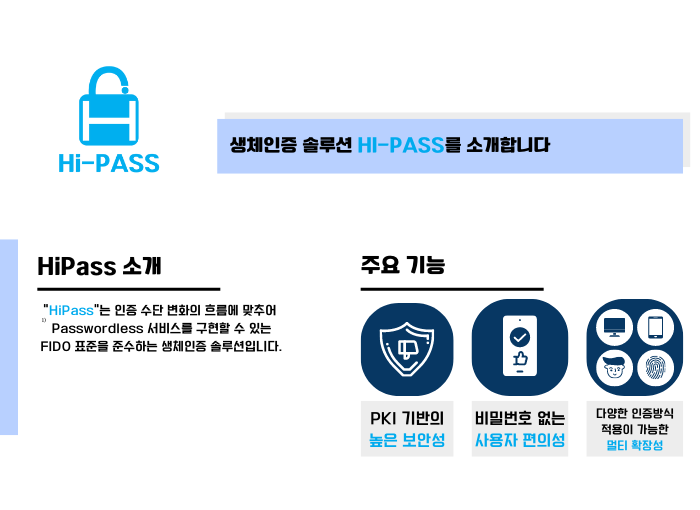 Hi-PASS
생체인증 솔루션 HI-PASS를 소개합니다
HiPass 소개
"HiPass"는 인증 수단 변화의 흐름에 맞추어
Passwordless 서비스를 구현할 수 있는
FIDO 표준을 준수하는 생체인증 솔루션입니다.
주요 기능
PKI 기반의
높은 보안성
비밀번호 없는
사용자 편의성
다양한 인증방식
적용이 가능한
멀티 확장성